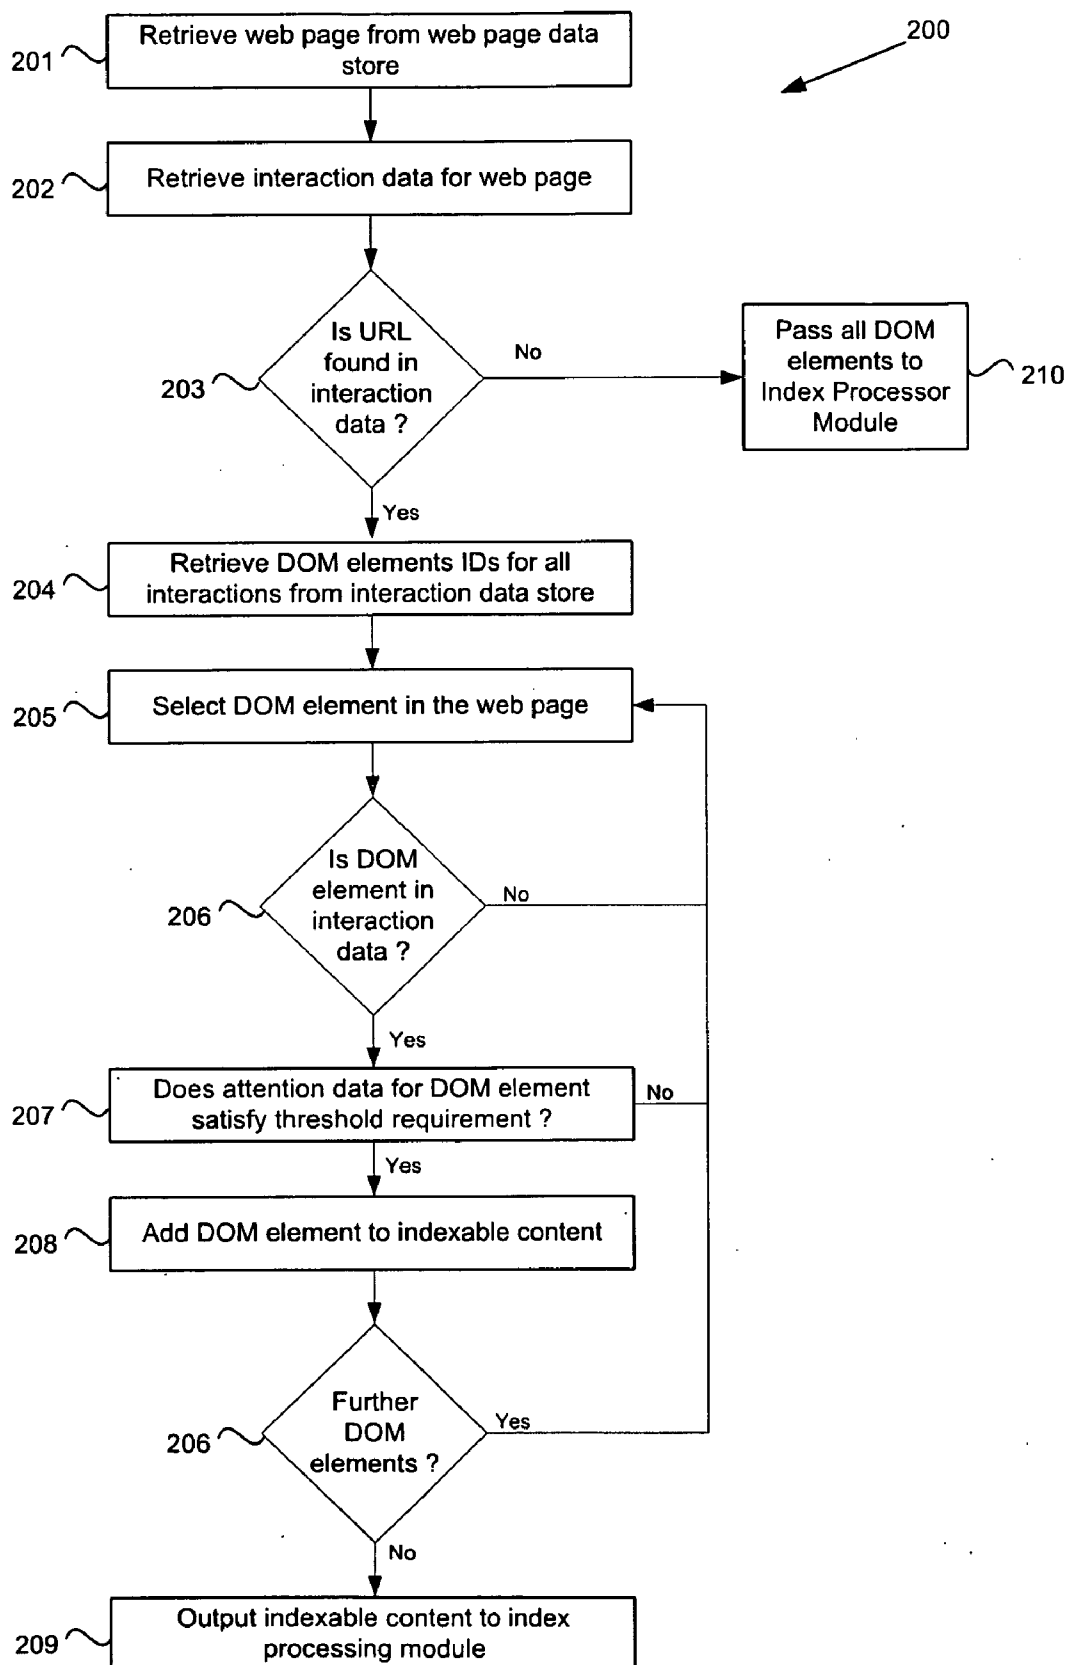 200
201
Retrieve web page from web page data
store
202
Retrieve interaction data for web page
203
Is URL
found in
interaction
data ?
No
Pass all DOM
elements to
Index Processor
Module
210
Yes
204
Retrieve DOM elements IDs for all
interactions from interaction data store
205
Select DOM element in the web page
206
Is DOM
element in
interaction
data ?
No
Yes
207
Does attention data for DOM element
satisfy threshold requirement ?
No
Yes
208
Add DOM element to indexable content
206
Further
DOM
elements ?
Yes
No
209
Output indexable content to index
processing module